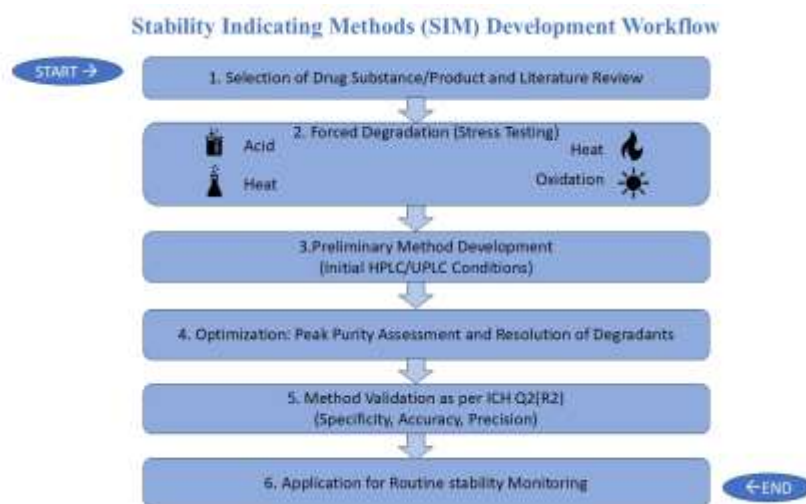 Stability Indicating Methods (SIM) Development Workflow
START →
1. Selection of Drug Substance/Product and Literature Review
2. Forced Degradation (Stress Testing)
Acid
Heat
Heat
Oxidation
3.Preliminary Method Development
(Initial HPLC/UPLC Conditions)
4. Optimization: Peak Purity Assessment and Resolution of Degradants
5. Method Validation as per ICH Q2(R2)
(Specificity, Accuracy, Precision)
6. Application for Routine stability Monitoring
←END